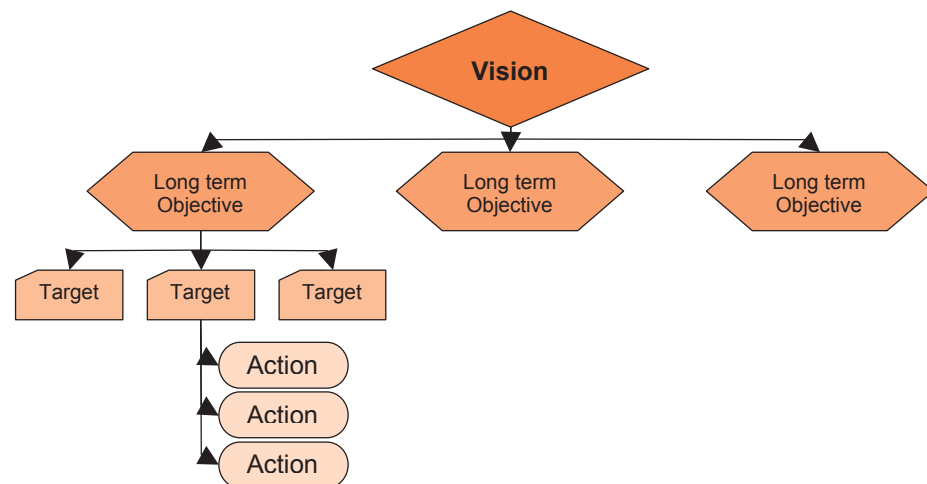 Vision
Long term
Objective
Long term
Objective
Long term
Objective
Target
Target
Target
Action
Action
Action